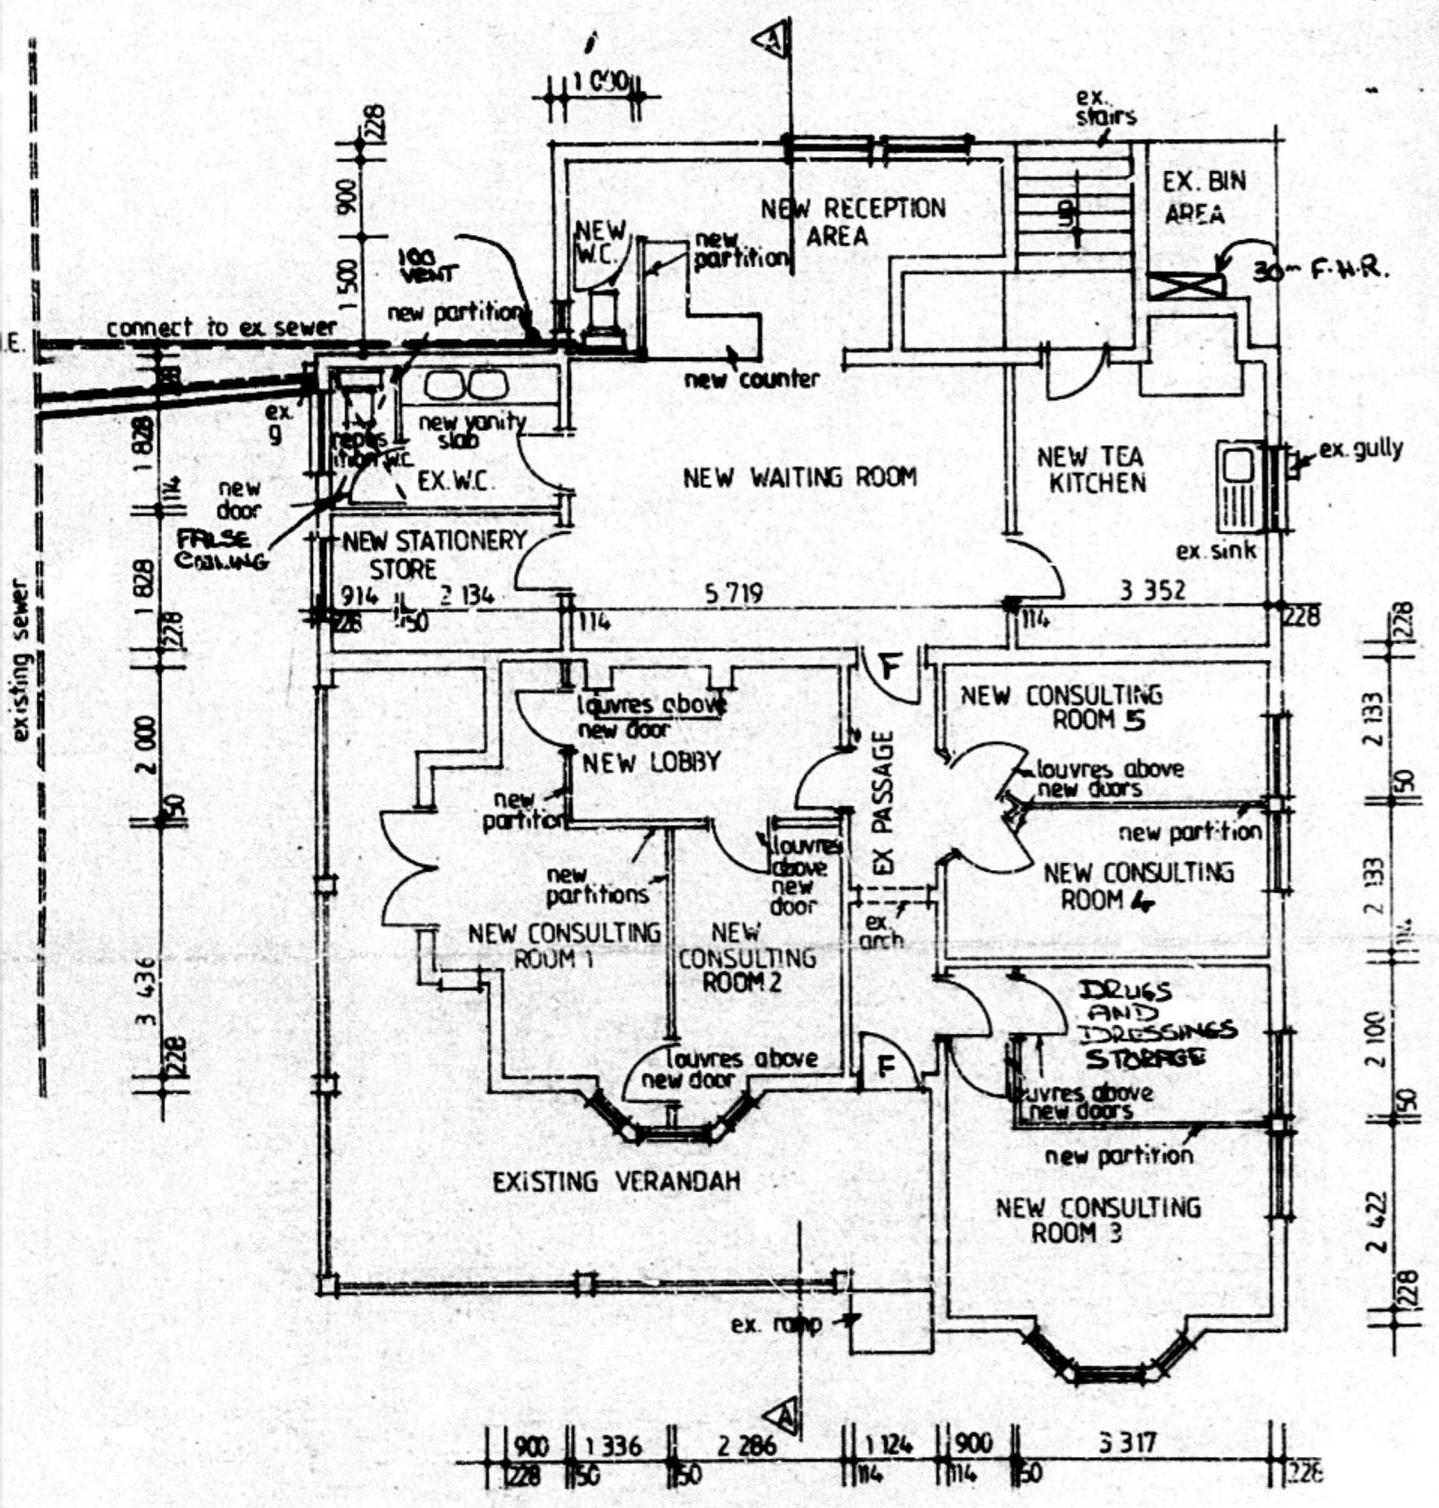 A
1 000
ex.
stairs
228
900
1 500
NEW RECEPTION
AREA
NEW
W.C.
new
partition
UP
EX. BIN
AREA
30m F.H.R.
100
VENT
new partition
connect to ex sewer
.E.
new counter
ex.
g
new vanity
slab
EX.W.C.
NEW WAITING ROOM
NEW TEA
KITCHEN
ex. gully
ex. sink
1 828
114
new
door
FALSE
CEILING
NEW STATIONERY
STORE
914
2 134
5 719
3 352
228
50
114
114
228
1 828
228
existing sewer
228
louvres above
new door
NEW LOBBY
EX PASSAGE
F
NEW CONSULTING
ROOM 5
louvres above
new doors
new partition
2 133
50
2 000
50
new
partition
new
partitions
louvres
above
new
door
ex.
arch
NEW CONSULTING
ROOM 4
2 133
114
NEW CONSULTING
ROOM 1
NEW
CONSULTING
ROOM 2
DRUGS
AND
DRESSINGS
STORAGE
2 100
50
3 436
228
louvres above
new door
F
louvres above
new doors
new partition
EXISTING VERANDAH
NEW CONSULTING
ROOM 3
2 422
228
ex. ramp
A
900
1 336
2 286
1 124
900
3 317
228
50
50
114
114
50
228